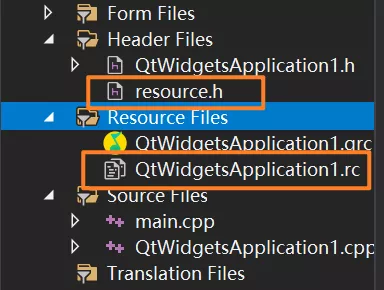 Form Files
Header Files
QtWidgetsApplication1.h
resource.h
Resource Files
QtWidgetsApplication1.qrc
QtWidgetsApplication1.rc
Source Files
main.cpp
QtWidgetsApplication1.cpp
Translation Files